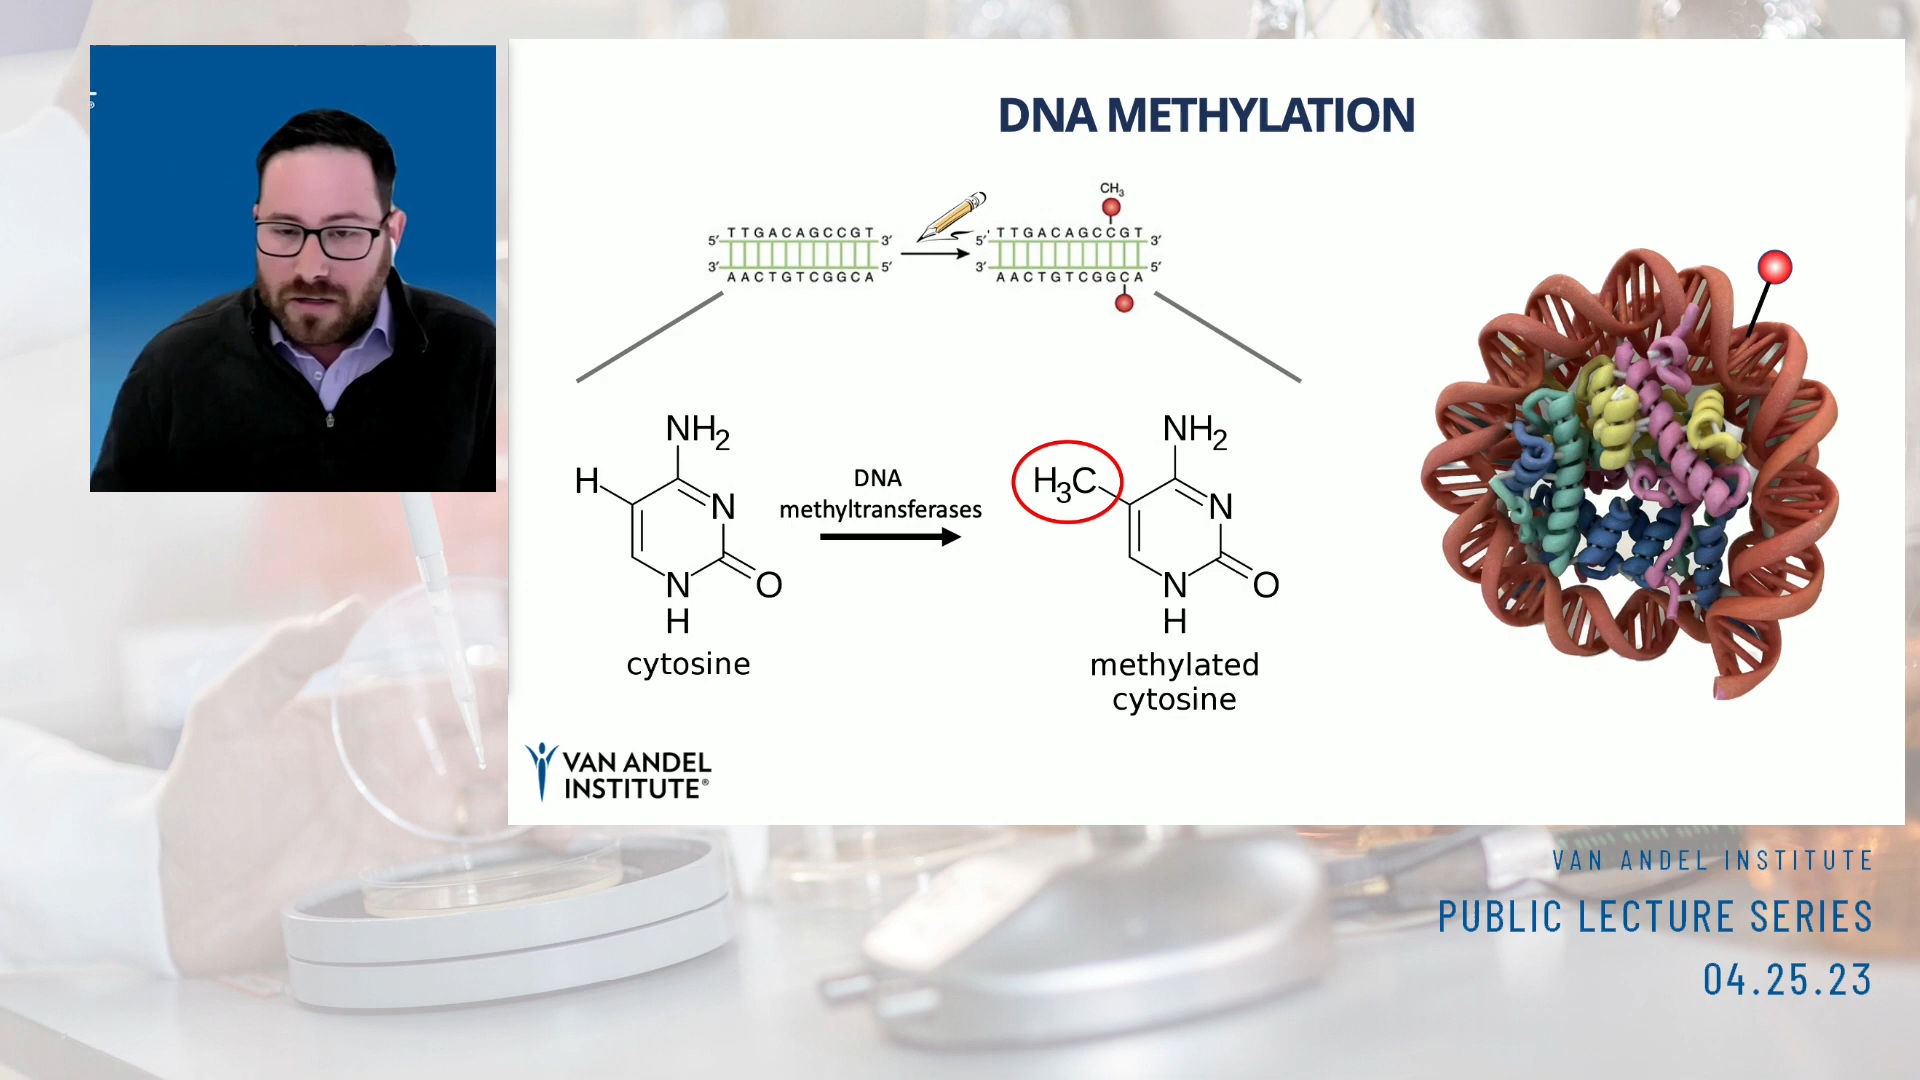 DNA METHYLATION
CH3
5′ TTGACAGCCGT 3′
3′ AACTGTCGGCA 5′
5′ TTGACAGCCGT 3′
3′ AACTGTCGGCA 5′
NH2
H
N
N
H
O
cytosine
DNA
methyltransferases
NH2
H3C
N
N
H
O
methylated
cytosine
VAN ANDEL
INSTITUTE®
VAN ANDEL INSTITUTE
PUBLIC LECTURE SERIES
04.25.23